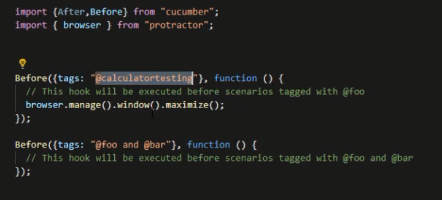 import {After,Before} from "cucumber";
import { browser } from "protractor";
Before({tags: "@calculatortesting"}, function () {
// This hook will be executed before scenarios tagged with @foo
browser.manage().window().maximize();
});
Before({tags: "@foo and @bar"}, function () {
// This hook will be executed before scenarios tagged with @foo and @bar
});